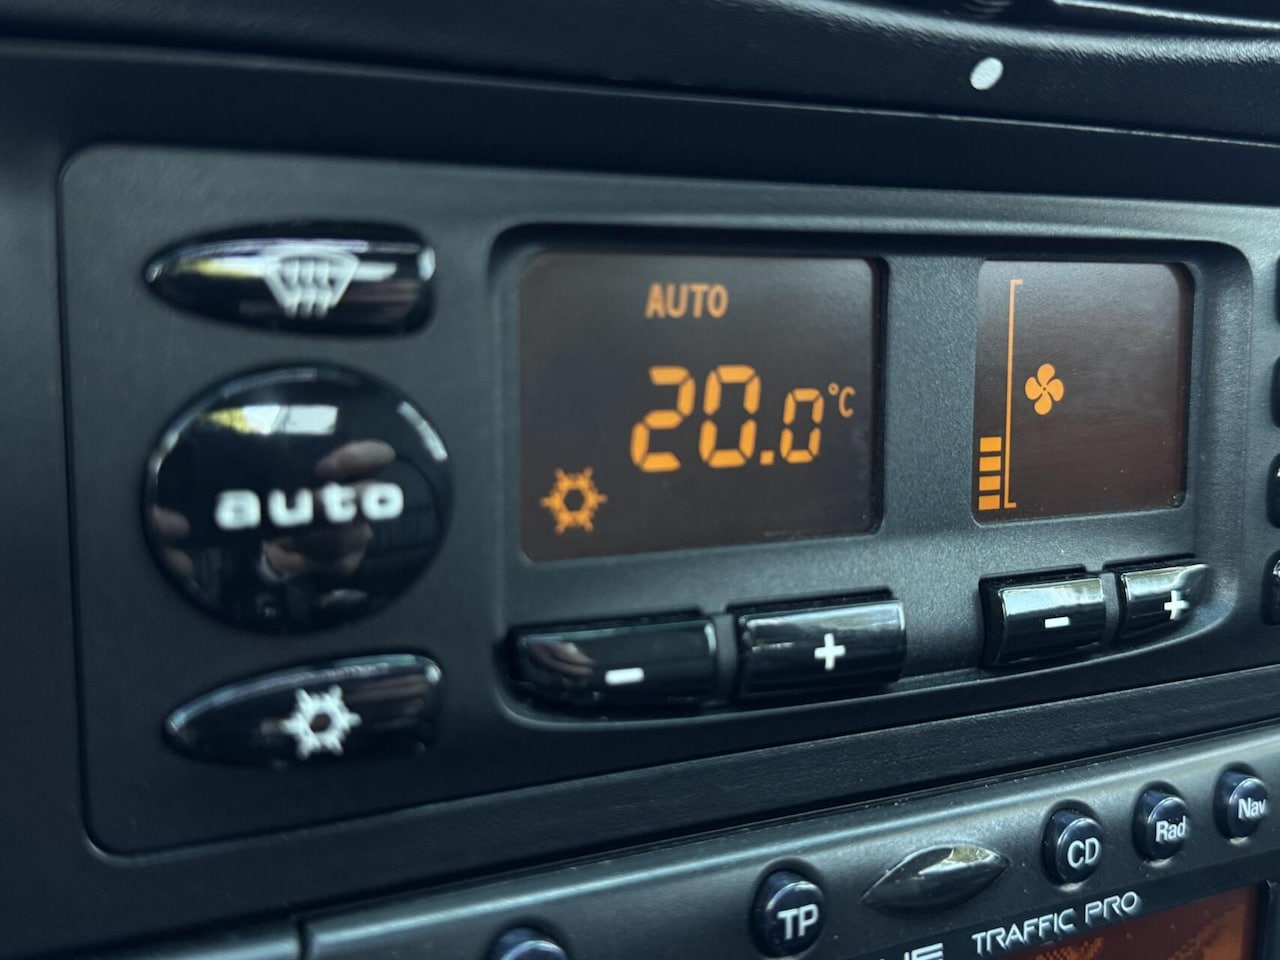 AUTO
20.0°C
auto
- +
- +
CD Rad Nav
TP
TRAFFIC PRO